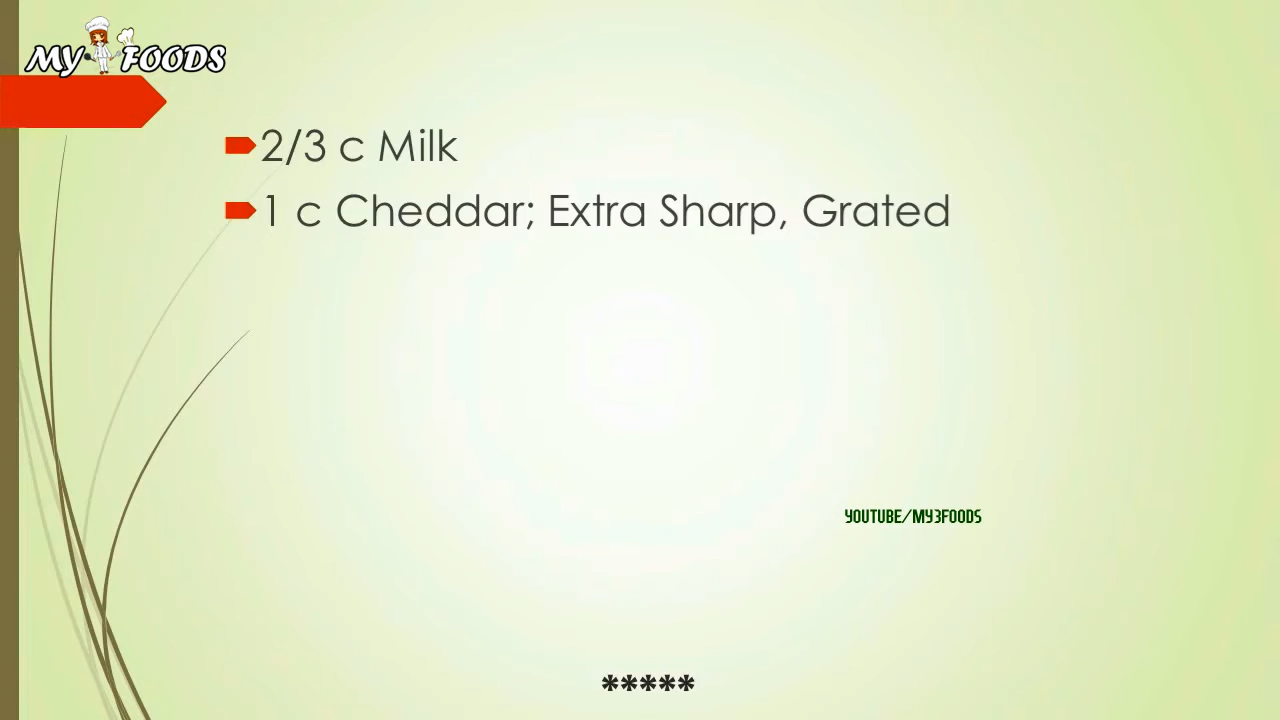 MY FOODS
2/3 c Milk
1 c Cheddar; Extra Sharp, Grated
YOUTUBE/MY3FOODS
*****